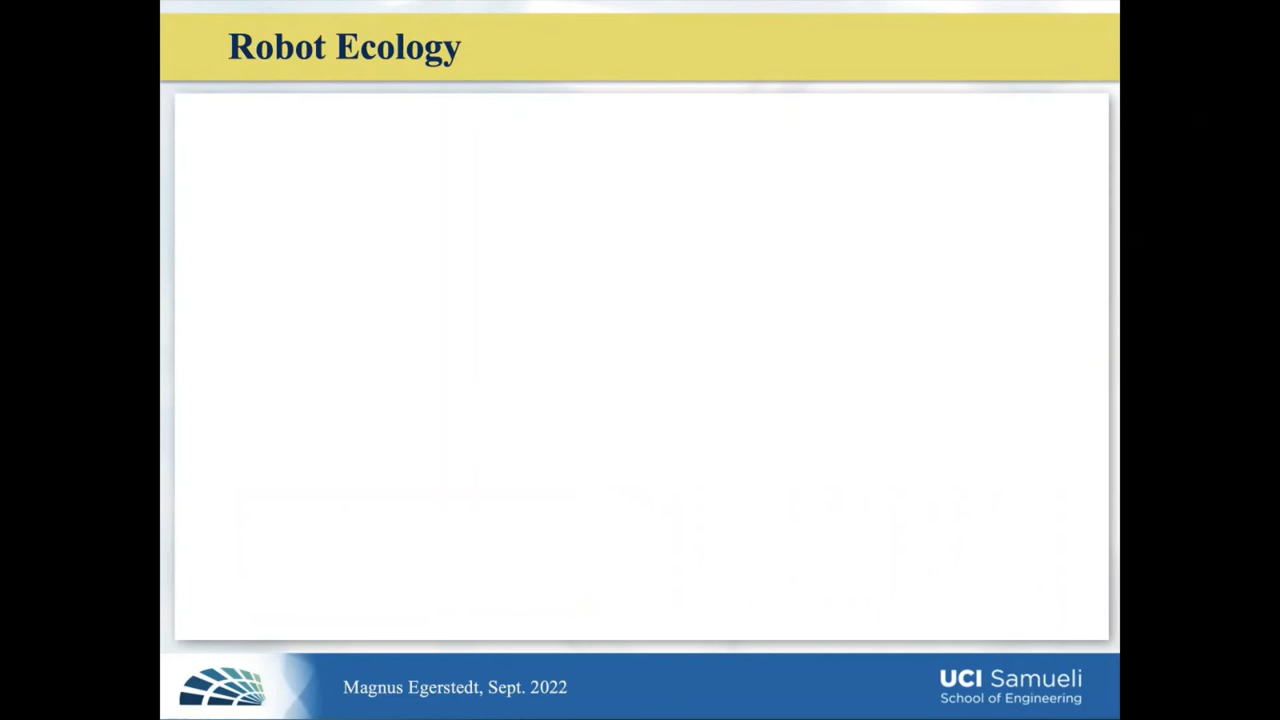 Robot Ecology
Magnus Egerstedt, Sept. 2022
UCI Samueli
School of Engineering